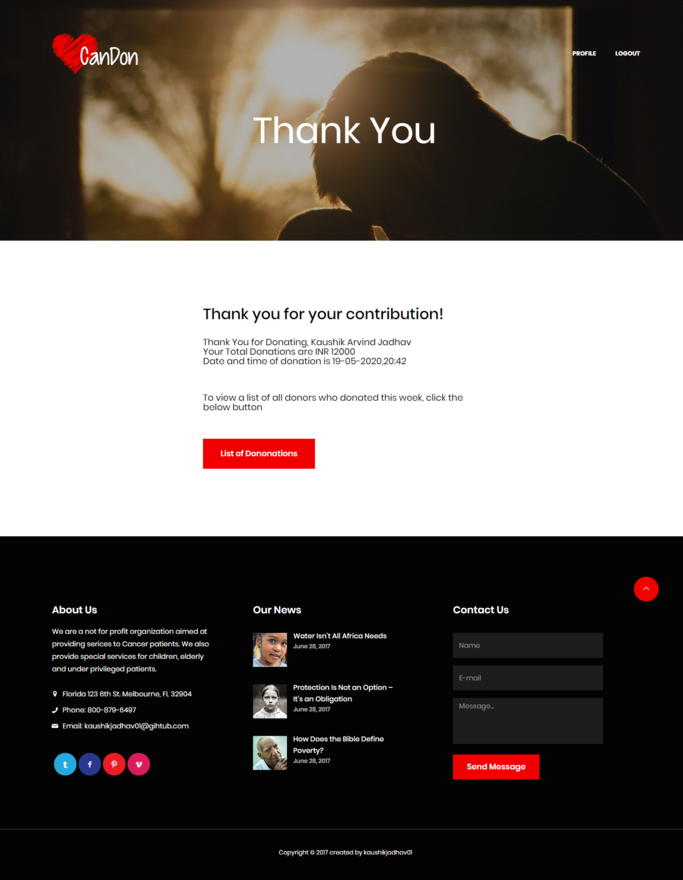 CanDon
PROFILE
LOGOUT
Thank You
Thank you for your contribution!
Thank You for Donating, Kaushik Arvind Jadhav
Your Total Donations are INR 12000
Date and time of donation is 19-05-2020,20:42
To view a list of all donors who donated this week, click the
below button
List of Dononations
About Us
We are a not for profit organization aimed at
providing serices to Cancer patients. We also
provide special services for children, elderly
and under privileged patients.
Florida 123 6th St. Melbourne, FL 32904
Phone: 800-879-6497
Email: kaushikjadhav01@gihtub.com
Our News
Water Isn't All Africa Needs
June 28, 2017
Protection Is Not an Option –
It's an Obligation
June 28, 2017
How Does the Bible Define
Poverty?
June 28, 2017
Contact Us
Name
E-mail
Message...
Send Message
Copyright © 2017 created by kaushikjadhav01